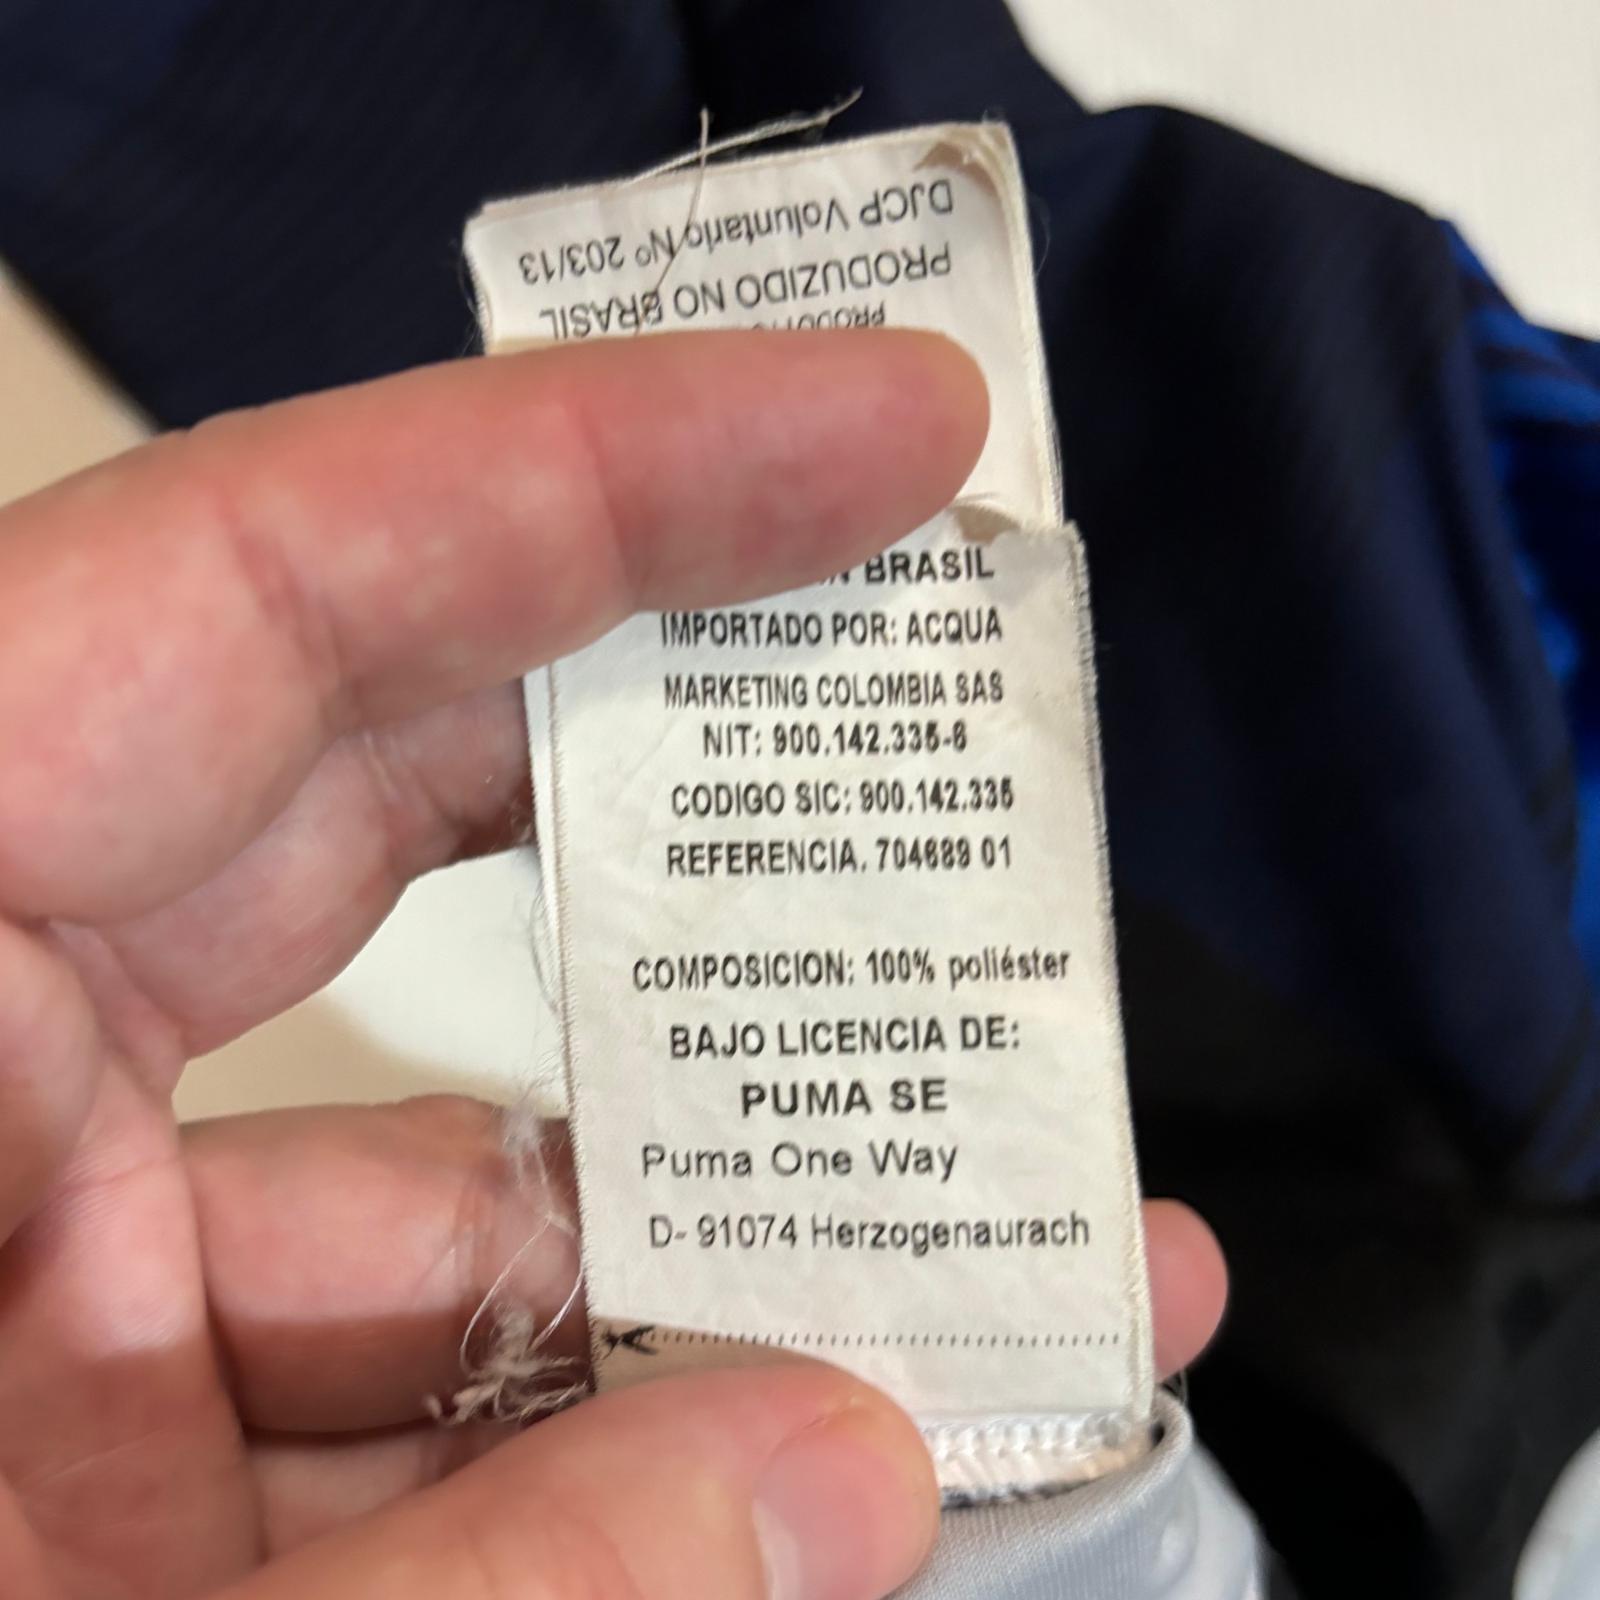 DJCP Voluntario Nº 203/13
PRODUZIDO NO BRASIL
BRASIL
IMPORTADO POR: ACQUA
MARKETING COLOMBIA SAS
NIT: 900.142.335-6
CODIGO SIC: 900.142.335
REFERENCIA. 704689 01
COMPOSICION: 100% poliéster
BAJO LICENCIA DE:
PUMA SE
Puma One Way
D- 91074 Herzogenaurach